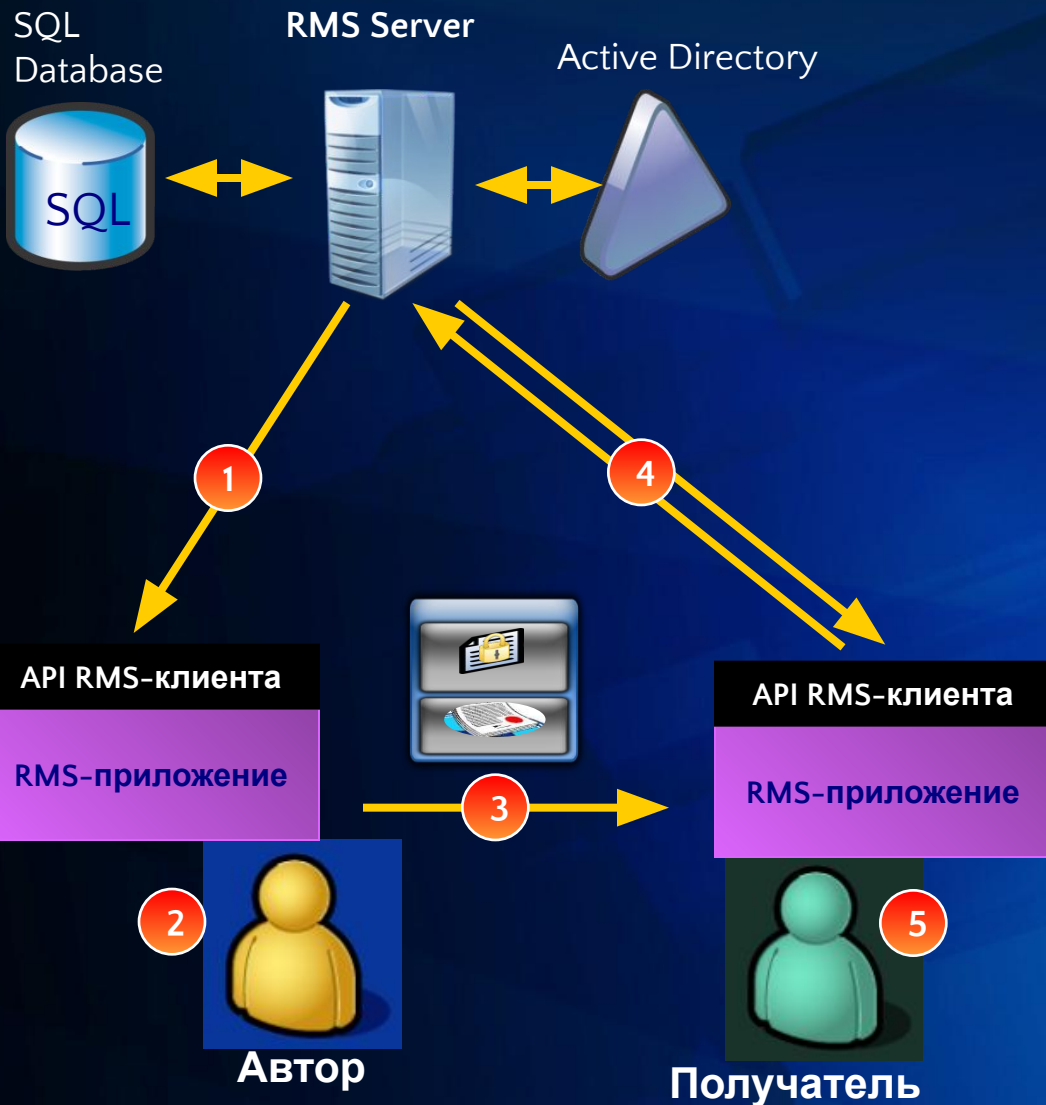 SQL
Database
RMS Server
Active Directory
SQL
1
4
API RMS-клиента
API RMS-клиента
RMS-приложение
RMS-приложение
3
2
5
Автор
Получатель